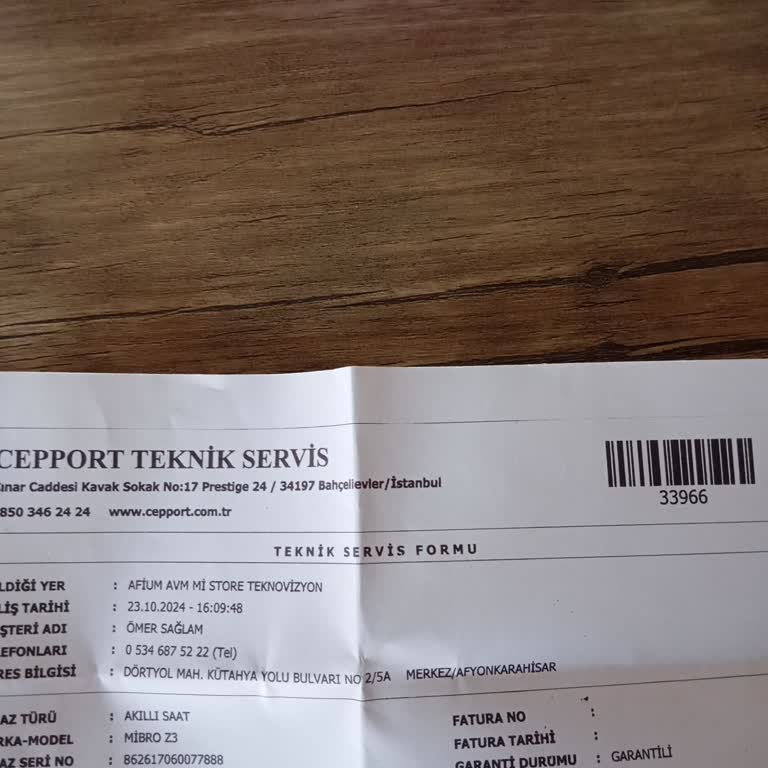 CEPPORT TEKNİK SERVİS
33966
ınar Caddesi Kavak Sokak No:17 Prestige 24 / 34197 Bahçelievler/İstanbul
850 346 24 24 www.cepport.com.tr
TEKNİK SERVİS FORMU
LDİĞİ YER : AFİUM AVM Mİ STORE TEKNOVİZYON
LİŞ TARİHİ : 23.10.2024 - 16:09:48
ŞTERİ ADI : ÖMER SAĞLAM
LEFONLARI : 0 534 687 52 22 (Tel)
RES BİLGİSİ : DÖRTYOL MAH. KÜTAHYA YOLU BULVARI NO 2/5A MERKEZ/AFYONKARAHİSAR
AZ TÜRÜ : AKILLI SAAT FATURA NO :
RKA-MODEL : MİBRO Z3 FATURA TARİHİ :
AZ SERİ NO : 862617060077888 GARANTİ DURUMU : GARANTİLİ